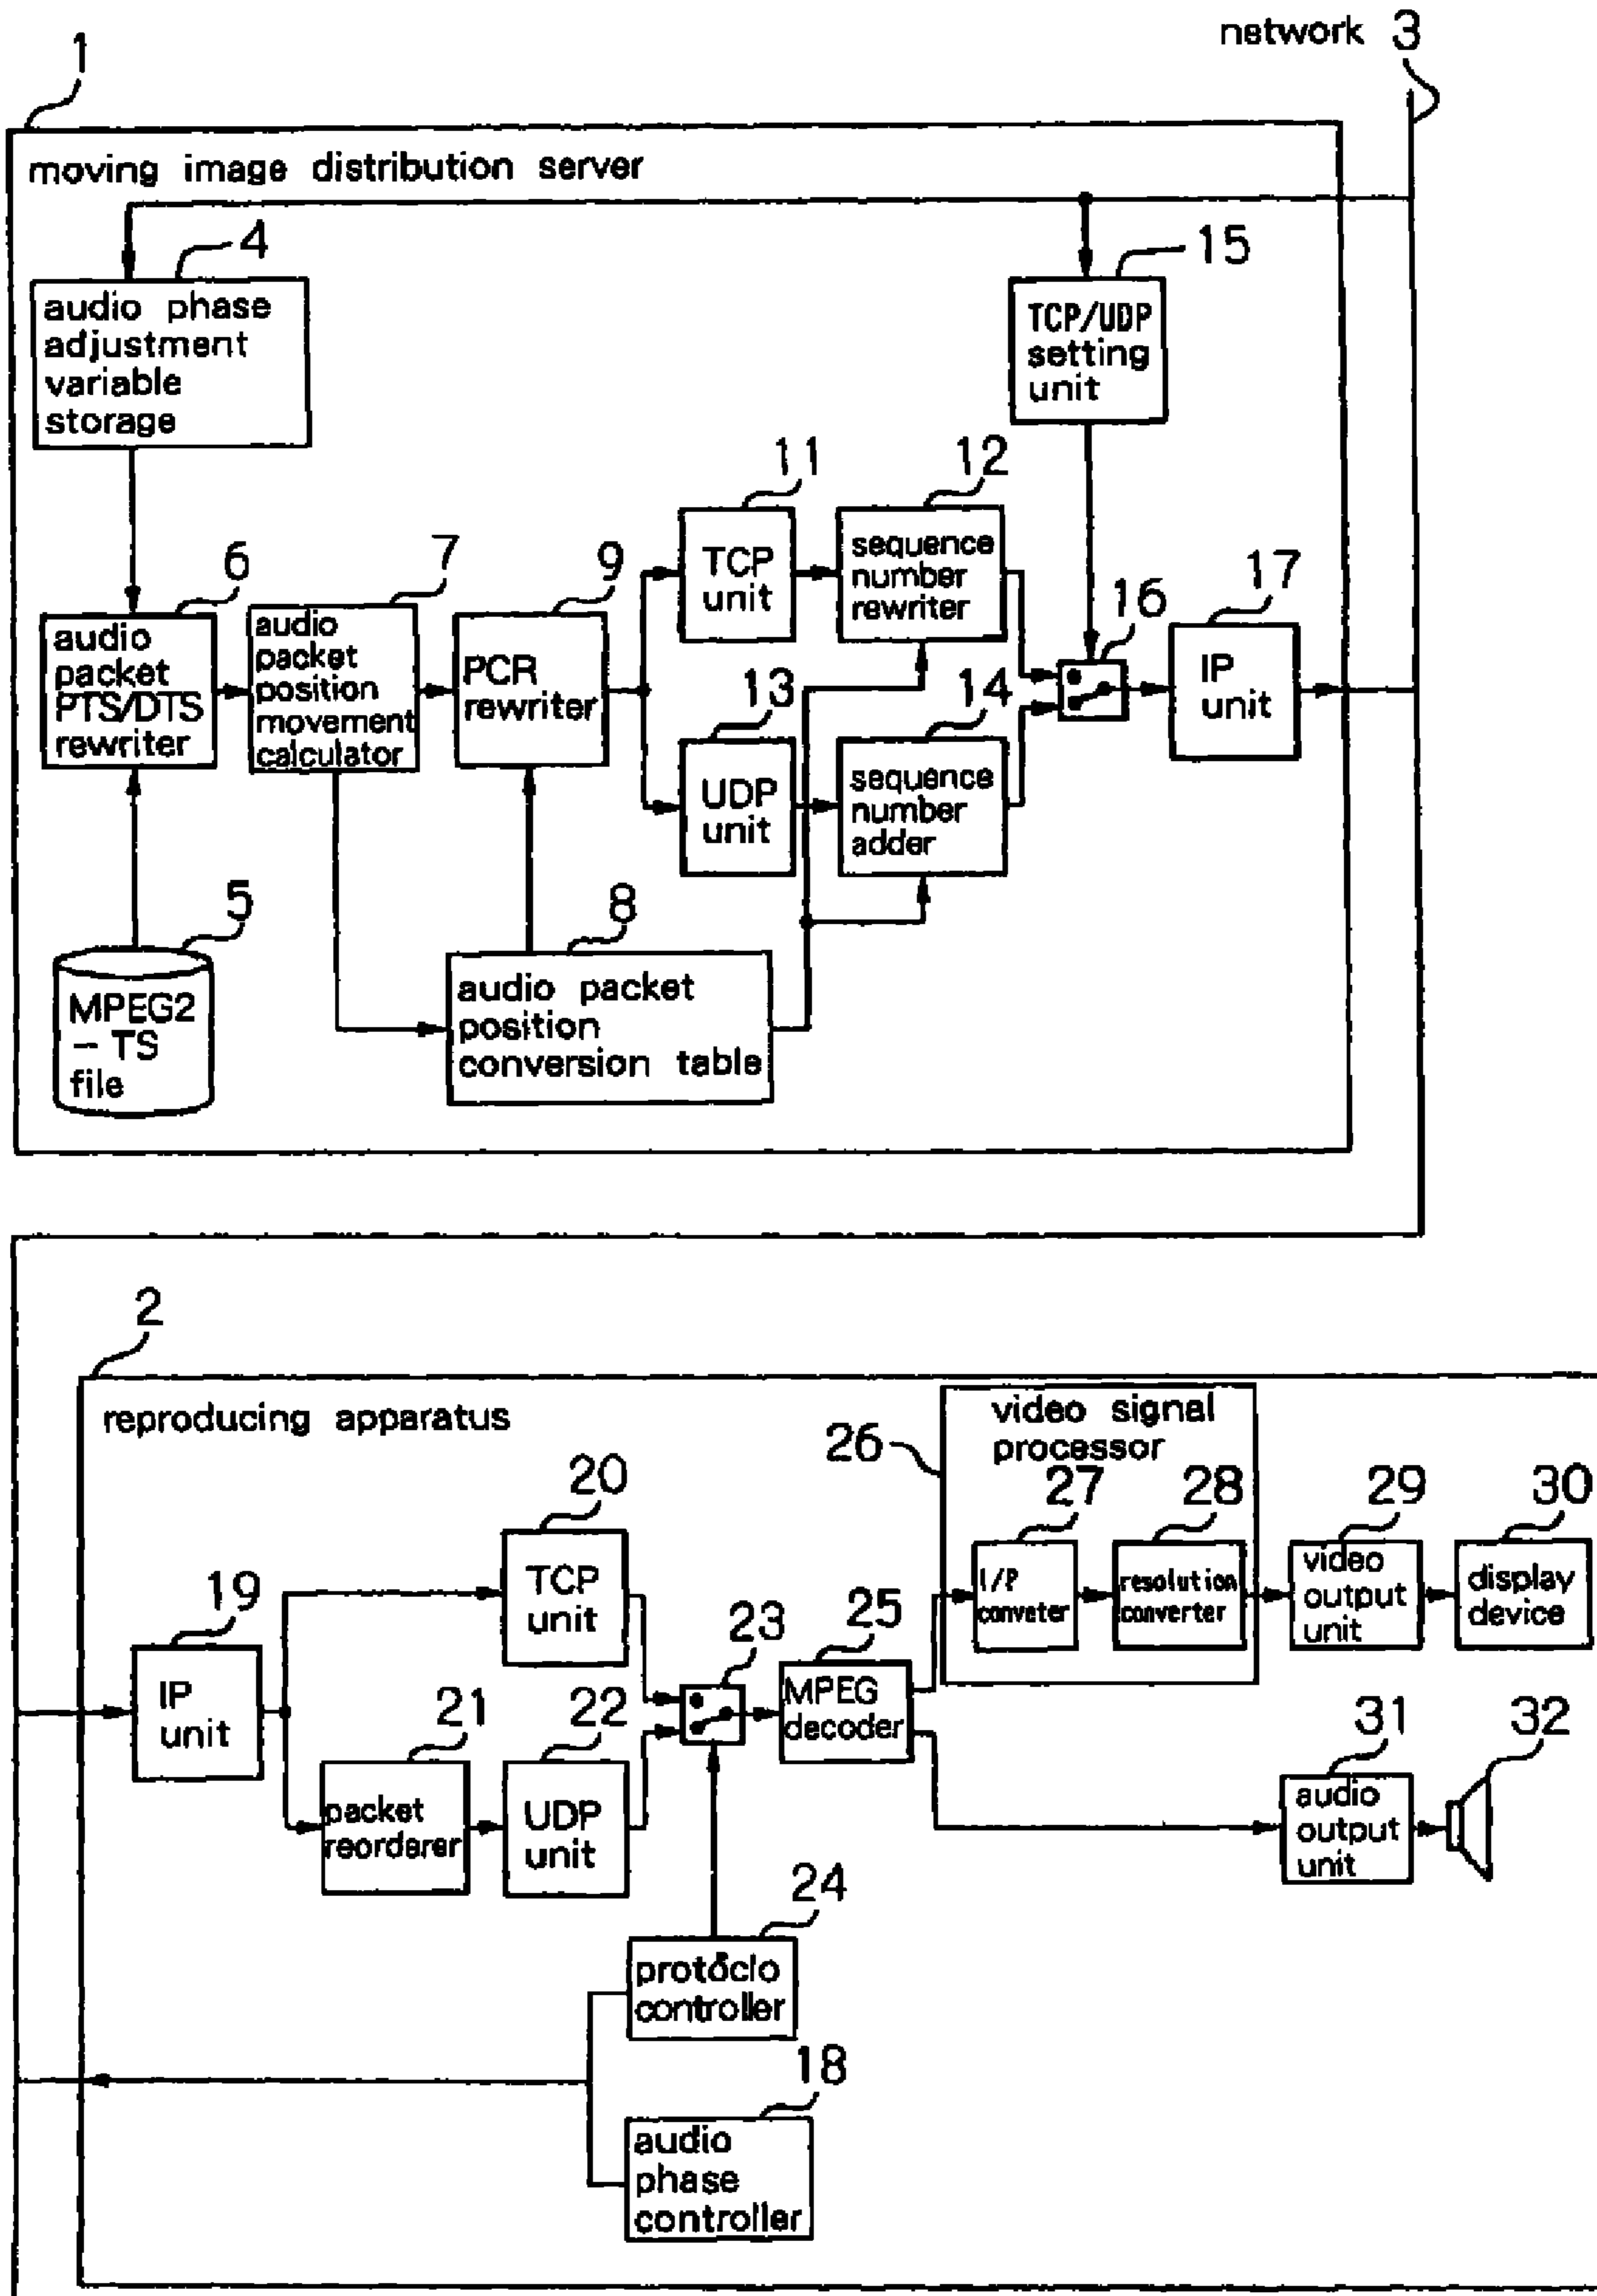 network 3
1
moving image distribution server
4
audio phase
adjustment
variable
storage
15
TCP/UDP
setting
unit
11
TCP
unit
12
sequence
number
rewriter
6
audio
packet
PTS/DTS
rewriter
7
audio
packet
position
movement
calculator
9
PCR
rewriter
16
17
IP
unit
13
UDP
unit
14
sequence
number
adder
5
MPEG2
- TS
file
8
audio packet
position
conversion table
2
reproducing apparatus
26
video signal
processor
27
I/P
conveter
28
resolution
converter
29
video
output
unit
30
display
device
20
TCP
unit
19
IP
unit
23
25
MPEG
decoder
21
packet
reorderer
22
UDP
unit
31
audio
output
unit
32
24
protoclo
controller
18
audio
phase
controller